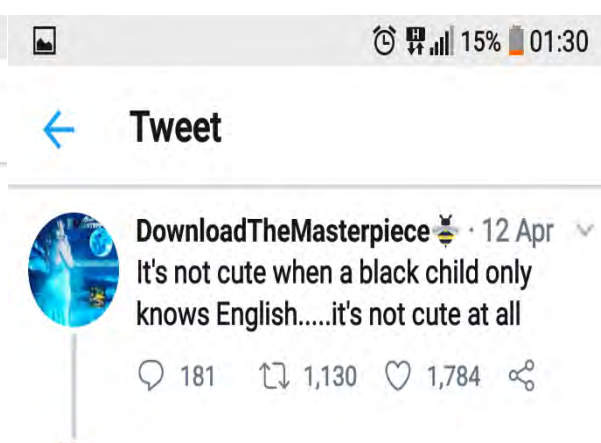 15% 01:30
Tweet
DownloadTheMasterpiece🐝 · 12 Apr
It's not cute when a black child only
knows English.....it's not cute at all
181 1,130 1,784